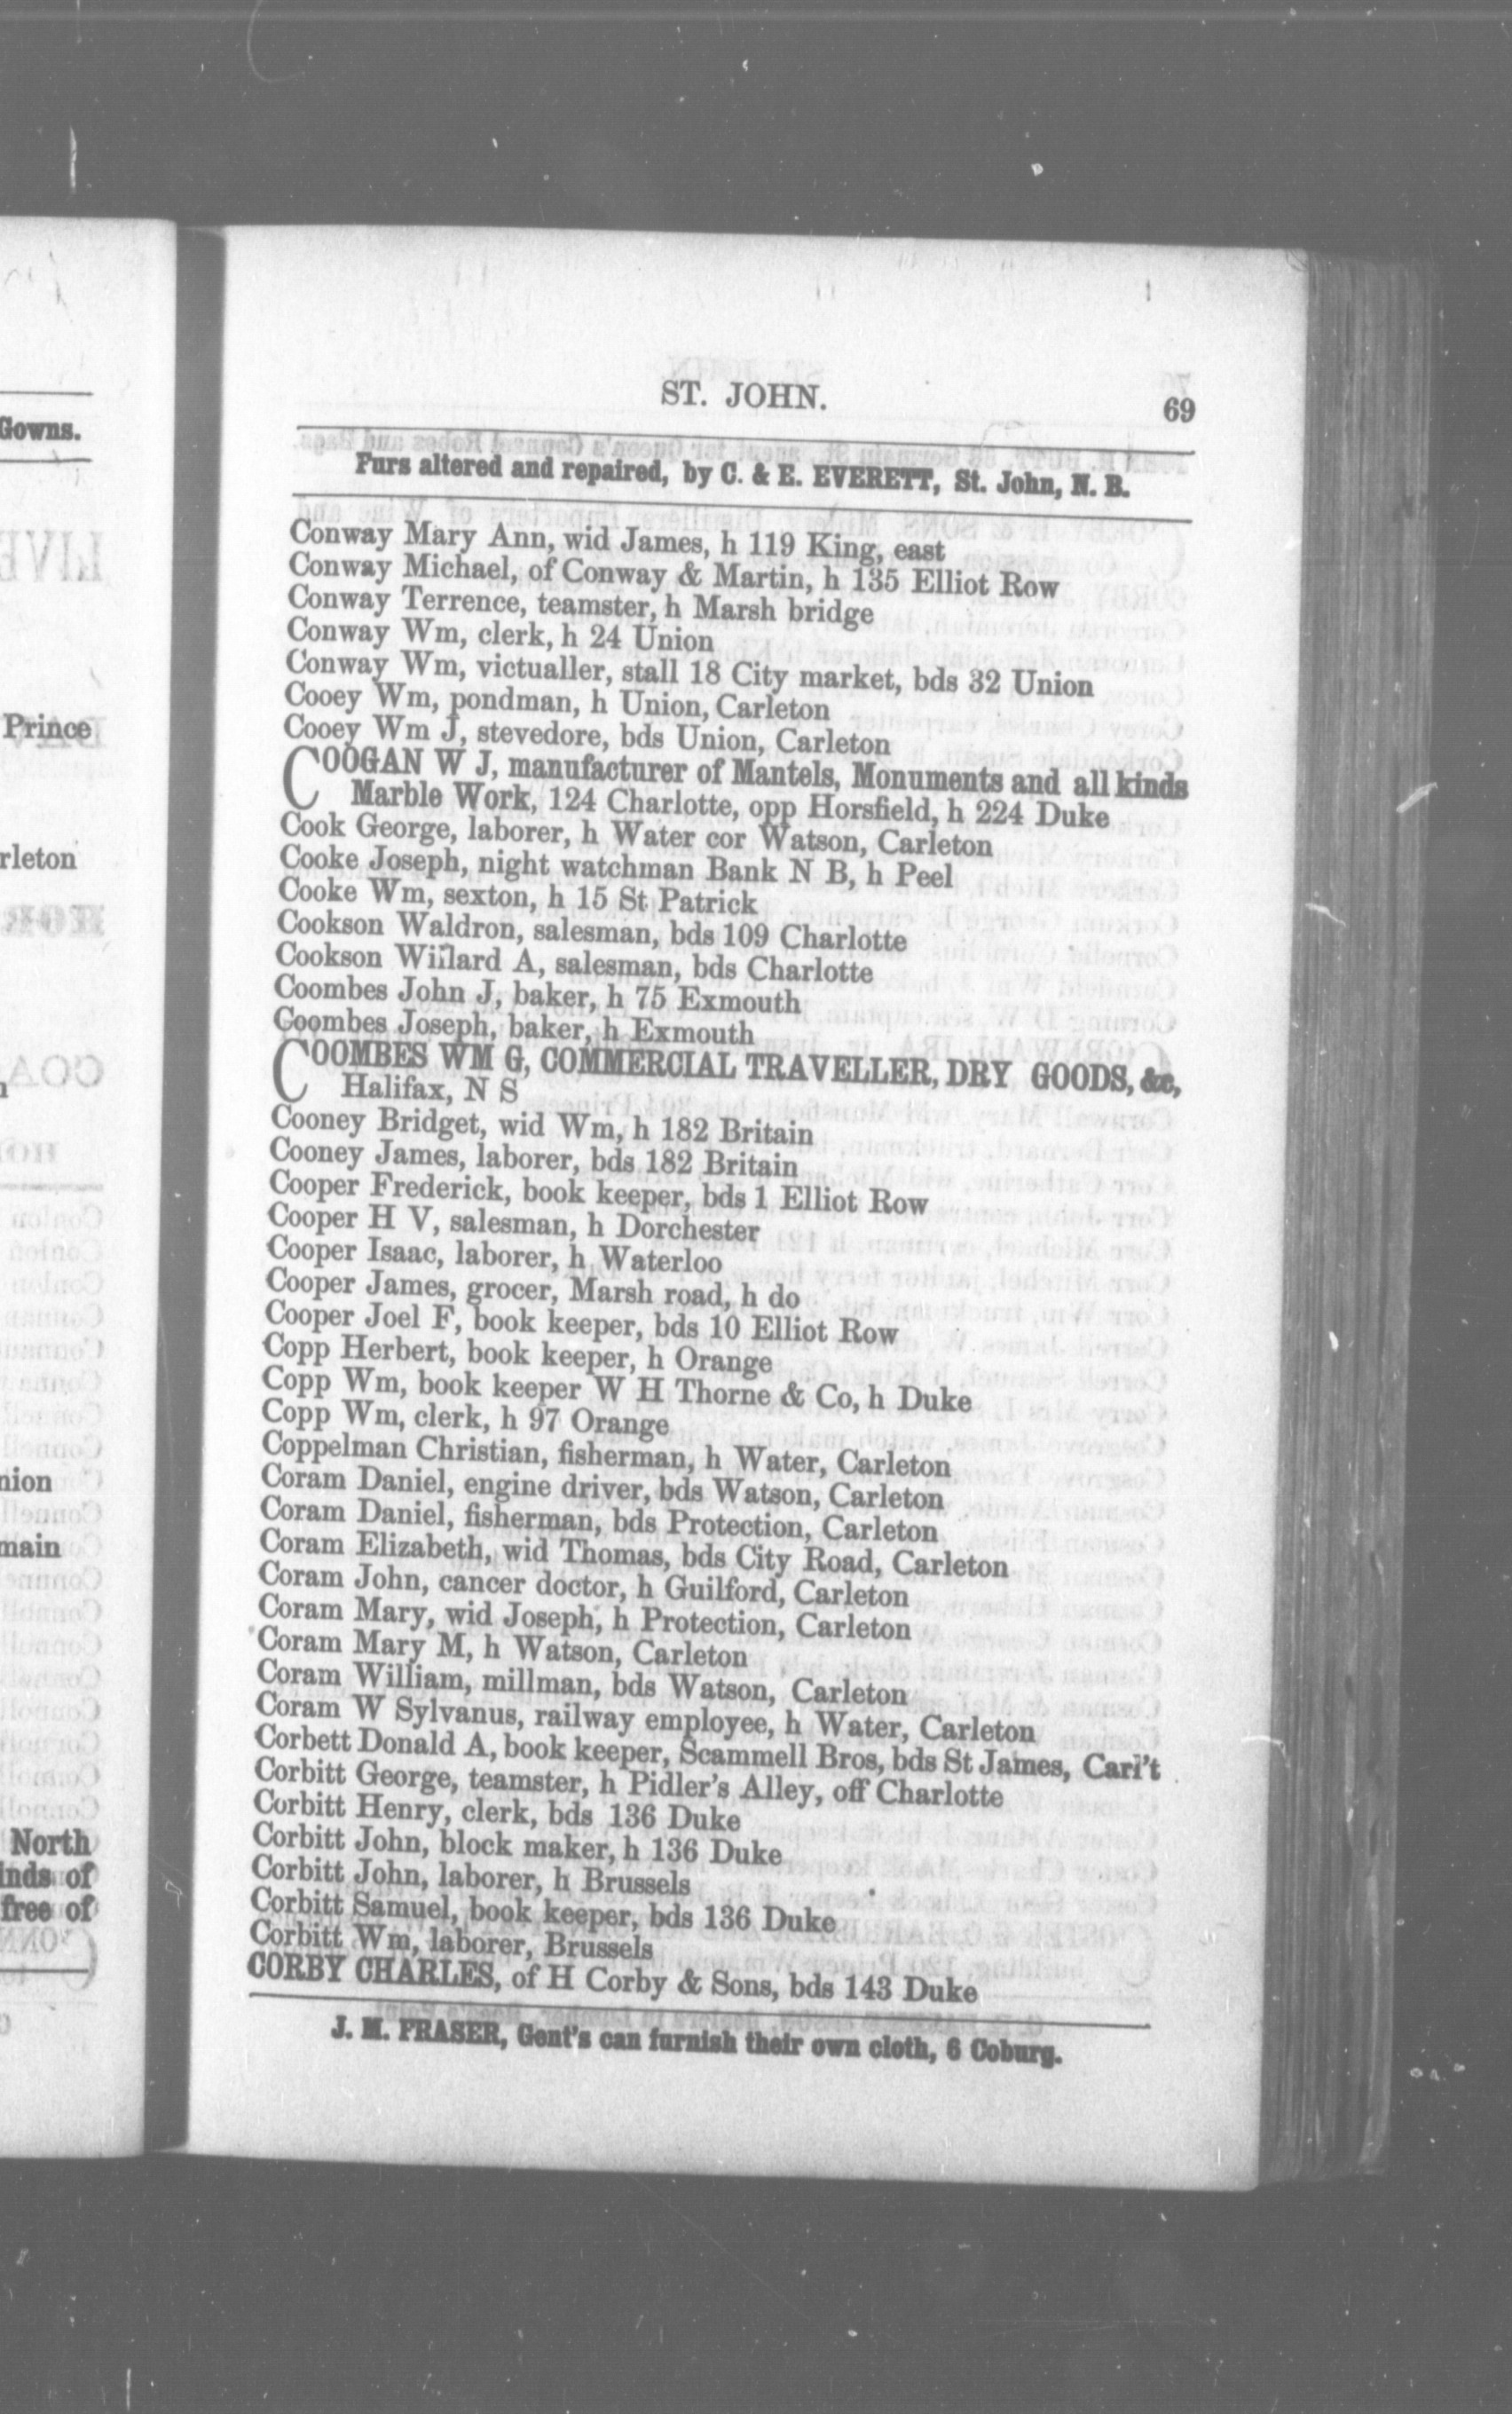 ST. JOHN.
69
Furs altered and repaired, by C. & E. EVERETT, St. John, N. B.
Conway Mary Ann, wid James, h 119 King, east
Conway Michael, of Conway & Martin, h 135 Elliot Row
Conway Terrence, teamster, h Marsh bridge
Conway Wm, clerk, h 24 Union
Conway Wm, victualler, stall 18 City market, bds 32 Union
Cooey Wm, pondman, h Union, Carleton
Cooey Wm J, stevedore, bds Union, Carleton
COOGAN W J, manufacturer of Mantels, Monuments and all kinds
Marble Work, 124 Charlotte, opp Horsfield, h 224 Duke
Cook George, laborer, h Water cor Watson, Carleton
Cooke Joseph, night watchman Bank N B, h Peel
Cooke Wm, sexton, h 15 St Patrick
Cookson Waldron, salesman, bds 109 Charlotte
Cookson Willard A, salesman, bds Charlotte
Coombes John J, baker, h 75 Exmouth
Coombes Joseph, baker, h Exmouth
COOMBES WM G, COMMERCIAL TRAVELLER, DRY GOODS, &c,
Halifax, N S
Cooney Bridget, wid Wm, h 182 Britain
Cooney James, laborer, bds 182 Britain
Cooper Frederick, book keeper, bds 1 Elliot Row
Cooper H V, salesman, h Dorchester
Cooper Isaac, laborer, h Waterloo
Cooper James, grocer, Marsh road, h do
Cooper Joel F, book keeper, bds 10 Elliot Row
Copp Herbert, book keeper, h Orange
Copp Wm, book keeper W H Thorne & Co, h Duke
Copp Wm, clerk, h 97 Orange
Coppelman Christian, fisherman, h Water, Carleton
Coram Daniel, engine driver, bds Watson, Carleton
Coram Daniel, fisherman, bds Protection, Carleton
Coram Elizabeth, wid Thomas, bds City Road, Carleton
Coram John, cancer doctor, h Guilford, Carleton
Coram Mary, wid Joseph, h Protection, Carleton
Coram Mary M, h Watson, Carleton
Coram William, millman, bds Watson, Carleton
Coram W Sylvanus, railway employee, h Water, Carleton
Corbett Donald A, book keeper, Scammell Bros, bds St James, Carl't
Corbitt George, teamster, h Pidler's Alley, off Charlotte
Corbitt Henry, clerk, bds 136 Duke
Corbitt John, block maker, h 136 Duke
Corbitt John, laborer, h Brussels
Corbitt Samuel, book keeper, bds 136 Duke
Corbitt Wm, laborer, Brussels
CORBY CHARLES, of H Corby & Sons, bds 143 Duke
J. M. FRASER, Gent's can furnish their own cloth, 6 Coburg.
Gowns.
Prince
rleton
nion
main
North
inds of
free of